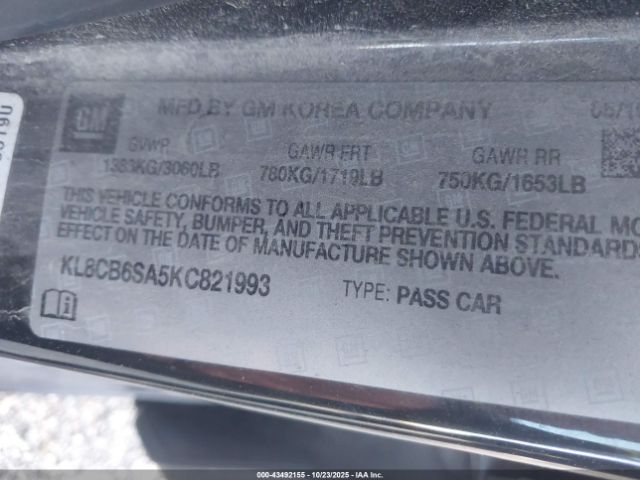 GM
MFD BY GM KOREA COMPANY
GVWR GAWR FRT GAWR RR
1388KG/3060LB 780KG/1719LB 750KG/1653LB
THIS VEHICLE CONFORMS TO ALL APPLICABLE U.S. FEDERAL MO
VEHICLE SAFETY, BUMPER, AND THEFT PREVENTION STANDARDS
EFFECT ON THE DATE OF MANUFACTURE SHOWN ABOVE.
KL8CB6SA5KC821993 TYPE: PASS CAR
000-43492155 - 10/23/2025 - IAA Inc.